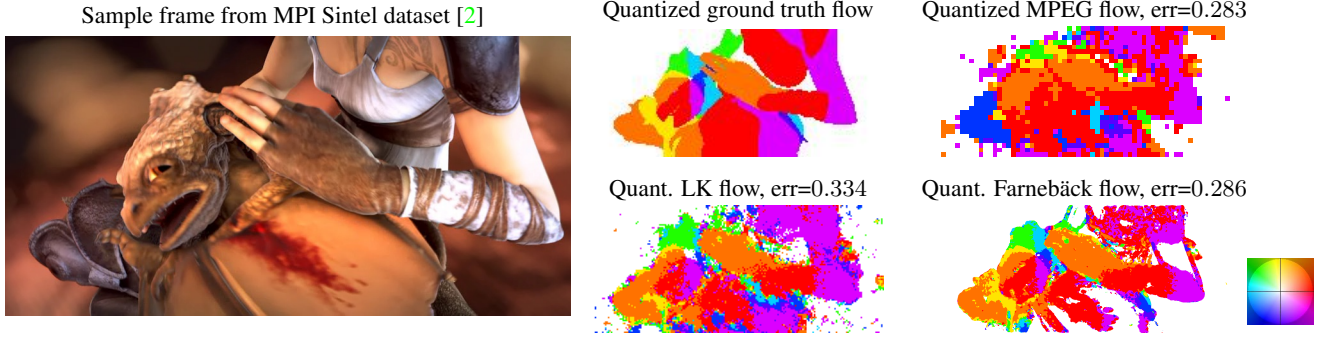 Sample frame from MPI Sintel dataset [2]
Quantized ground truth flow
Quantized MPEG flow, err=0.283
Quant. LK flow, err=0.334
Quant. Farnebäck flow, err=0.286